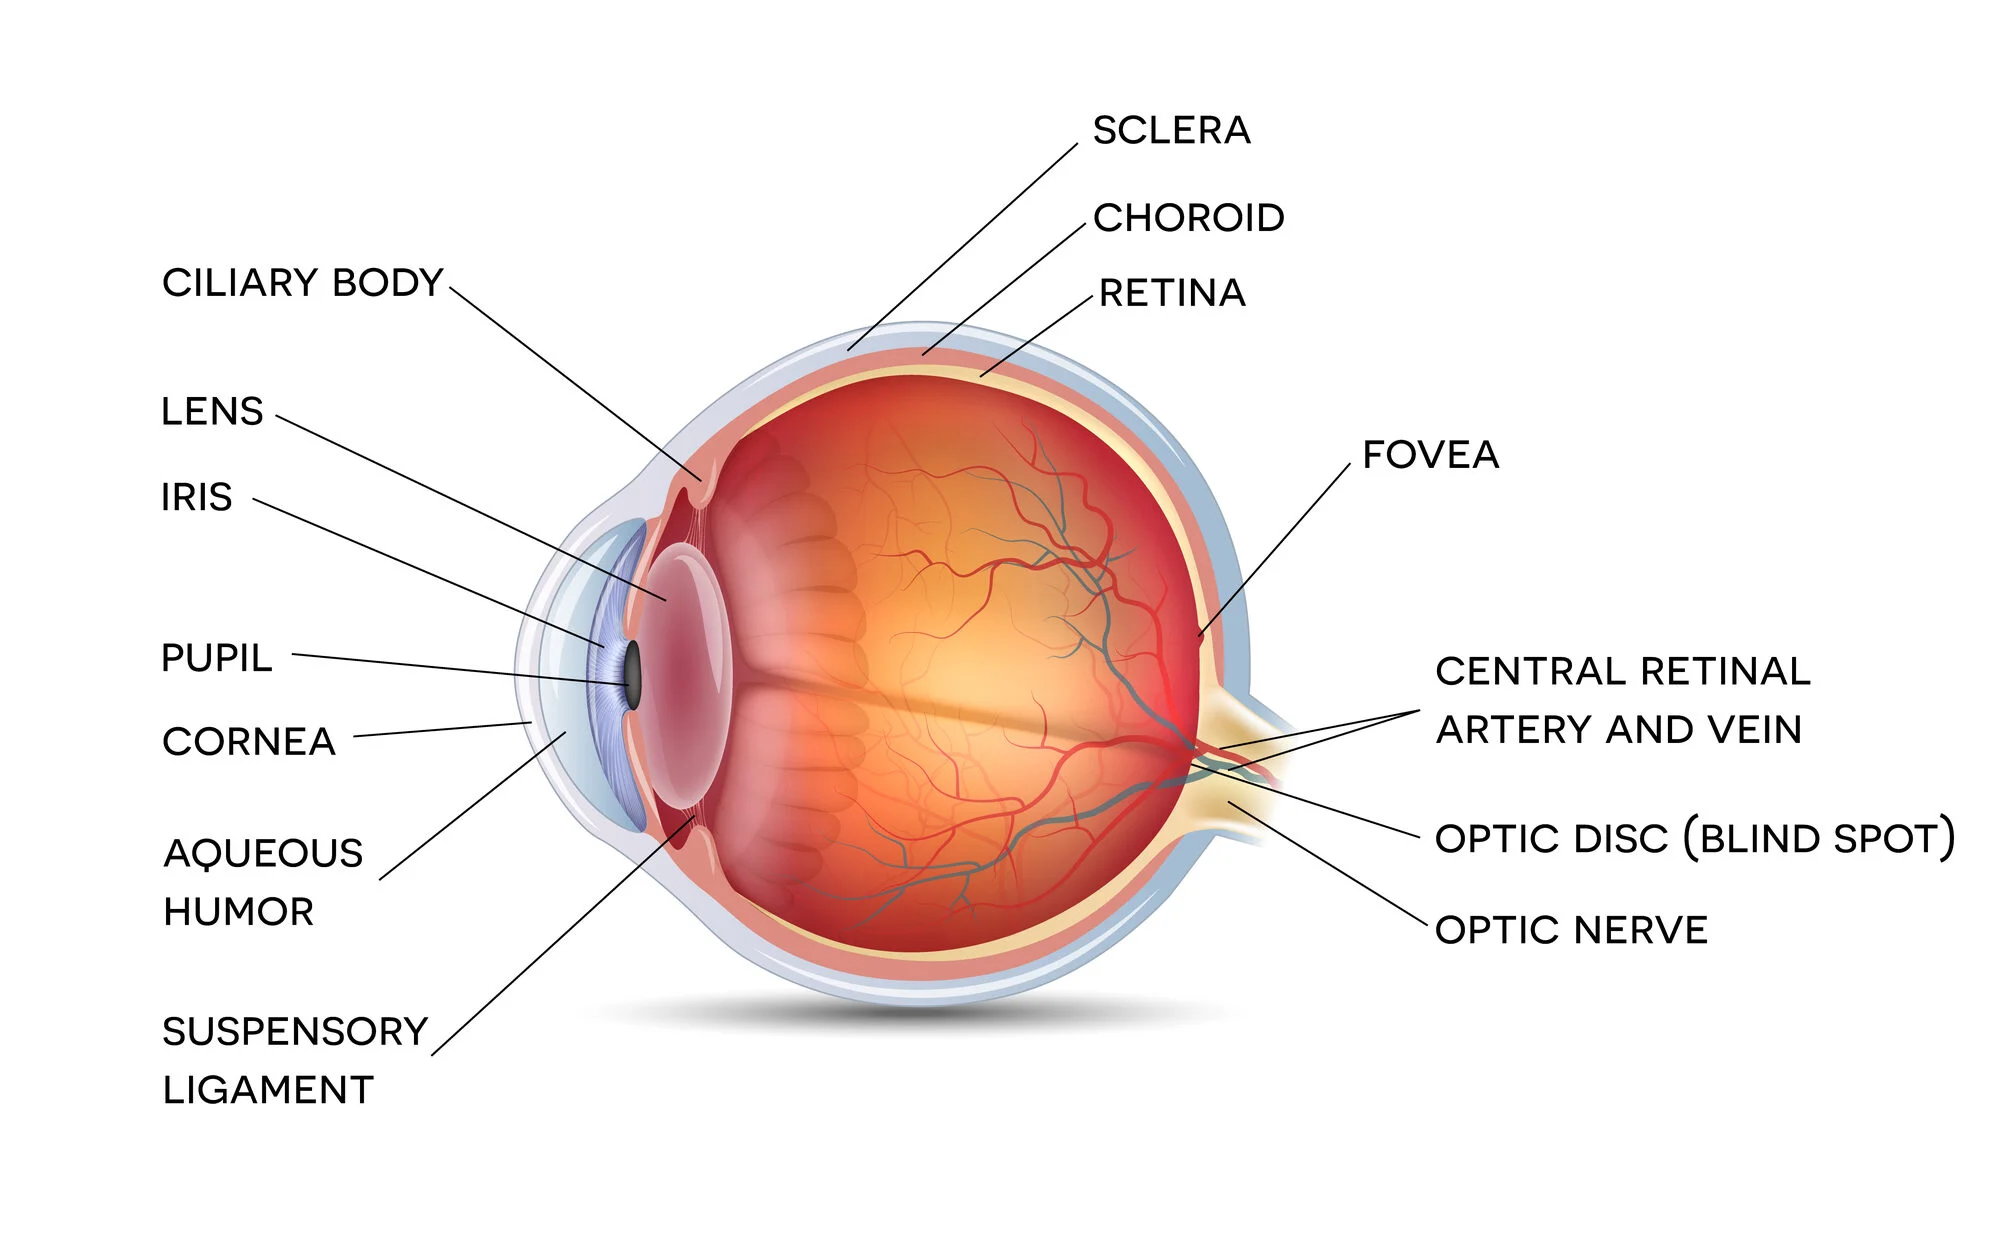 SCLERA
CHOROID
RETINA
CILIARY BODY
LENS
IRIS
PUPIL
CORNEA
AQUEOUS
HUMOR
SUSPENSORY
LIGAMENT
FOVEA
CENTRAL RETINAL
ARTERY AND VEIN
OPTIC DISC (BLIND SPOT)
OPTIC NERVE